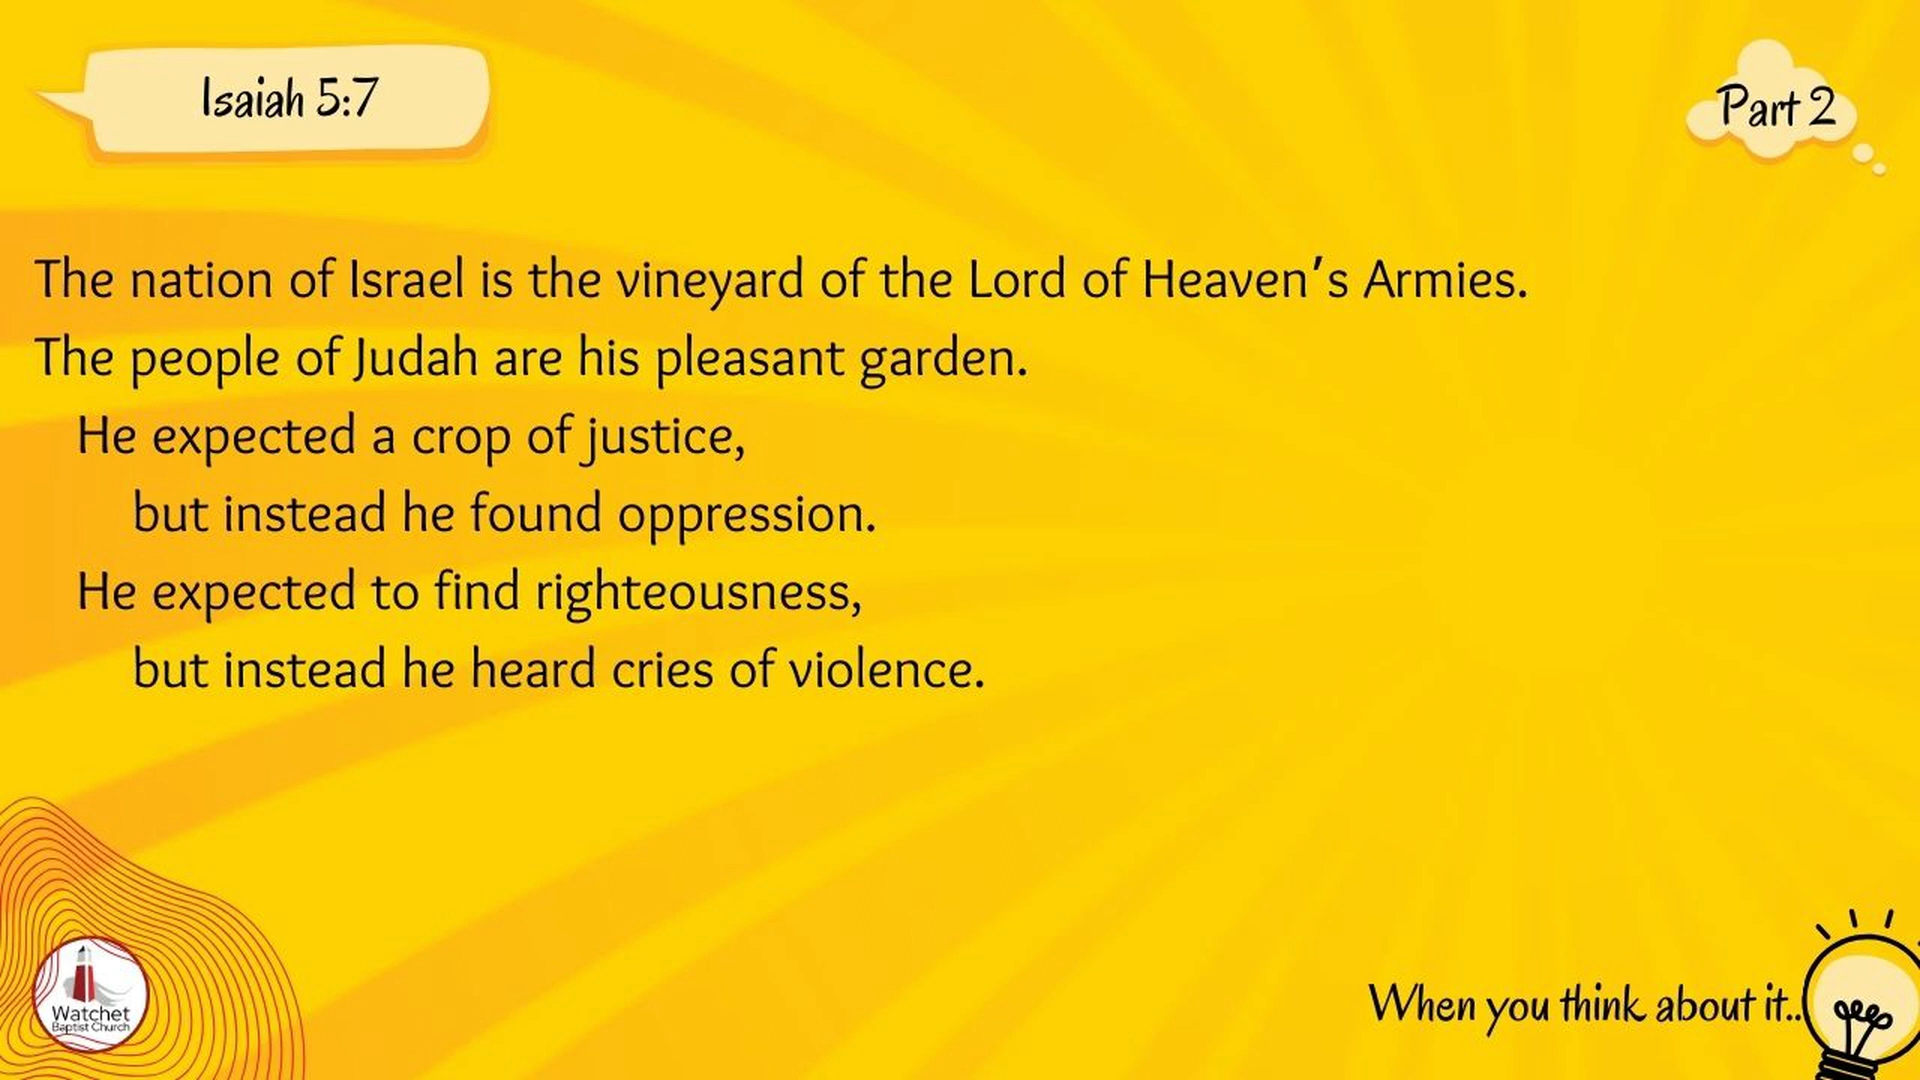 Isaiah 5:7
Part 2
The nation of Israel is the vineyard of the Lord of Heaven’s Armies.
The people of Judah are his pleasant garden.
He expected a crop of justice,
but instead he found oppression.
He expected to find righteousness,
but instead he heard cries of violence.
Watchet
Baptist Church
When you think about it..